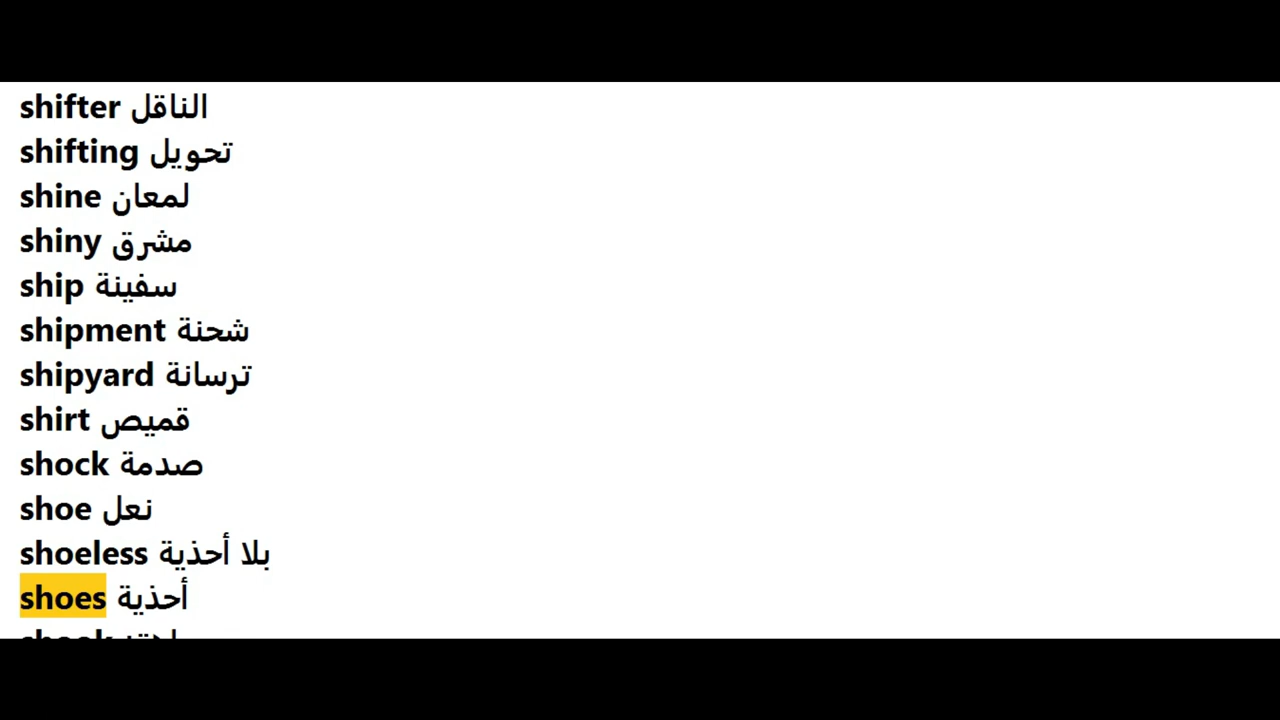 shifter الناقل
shifting تحويل
shine لمعان
shiny مشرق
ship سفينة
shipment شحنة
shipyard ترسانة
shirt قميص
shock صدمة
shoe نعل
shoeless بلا أحذية
shoes أحذية